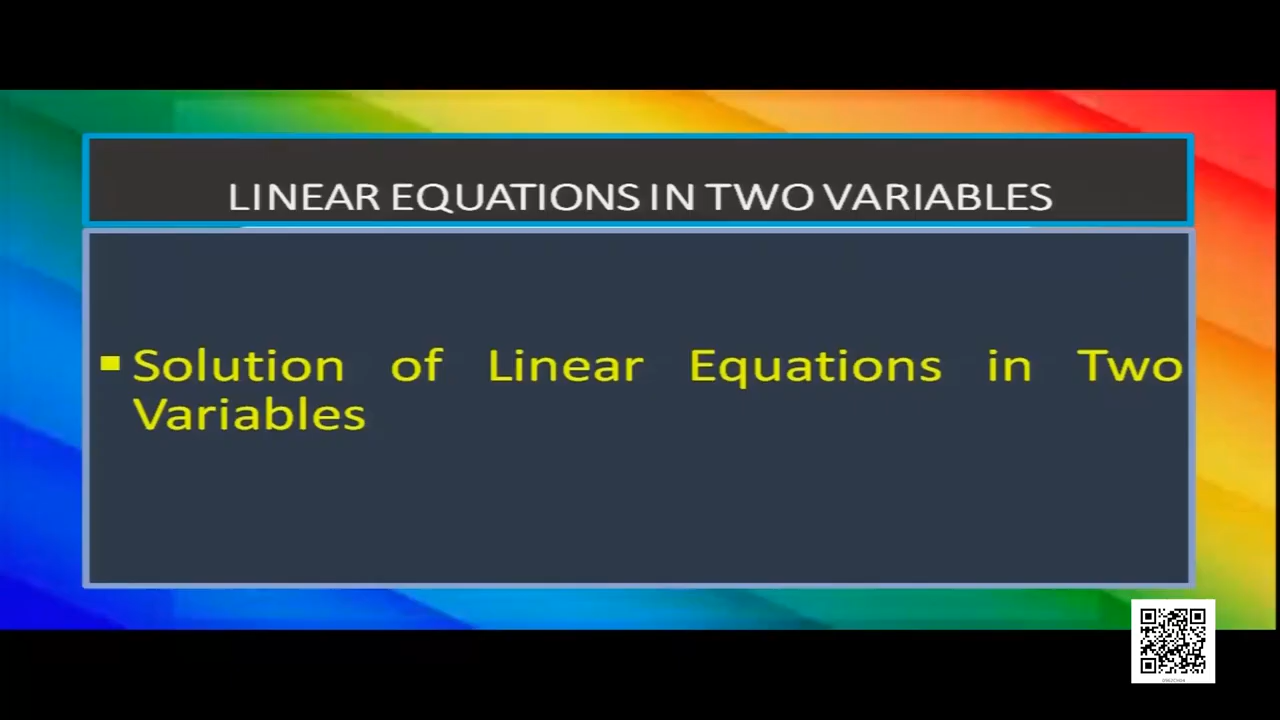 LINEAR EQUATIONS IN TWO VARIABLES
▪ Solution of Linear Equations in Two
Variables